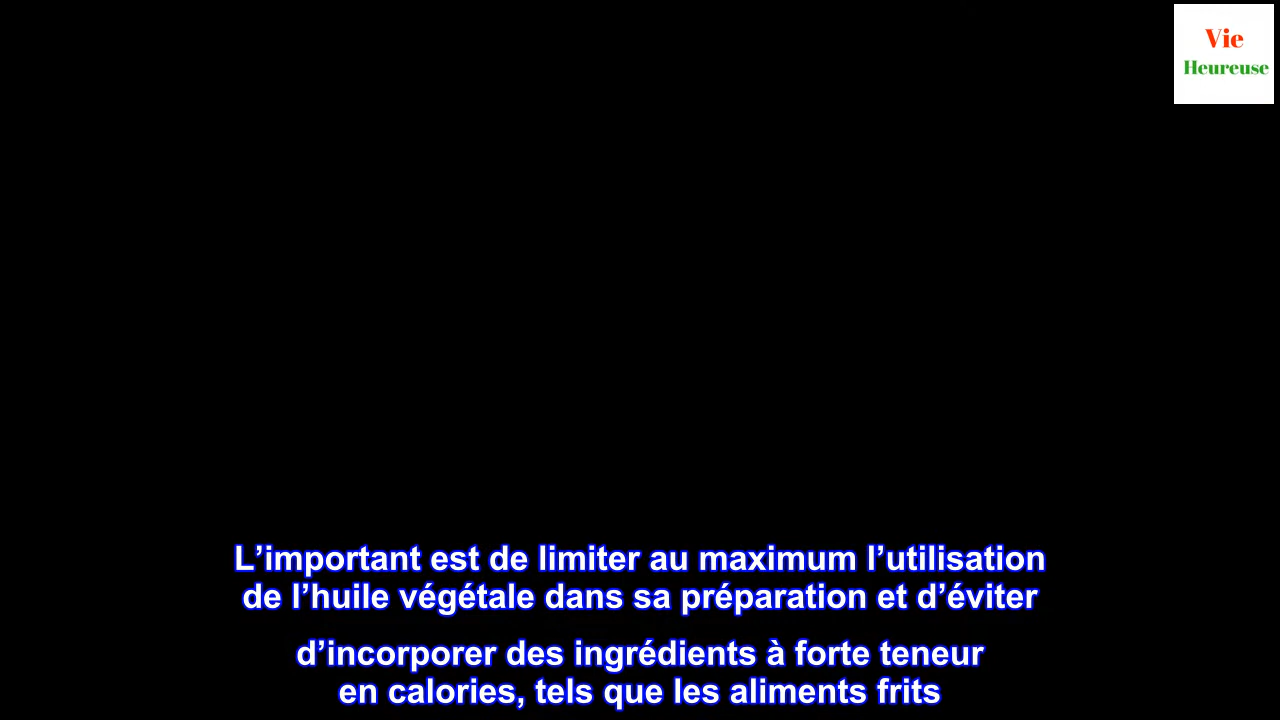 Vie
Heureuse
L’important est de limiter au maximum l’utilisation
de l’huile végétale dans sa préparation et d’éviter
d’incorporer des ingrédients à forte teneur
en calories, tels que les aliments frits